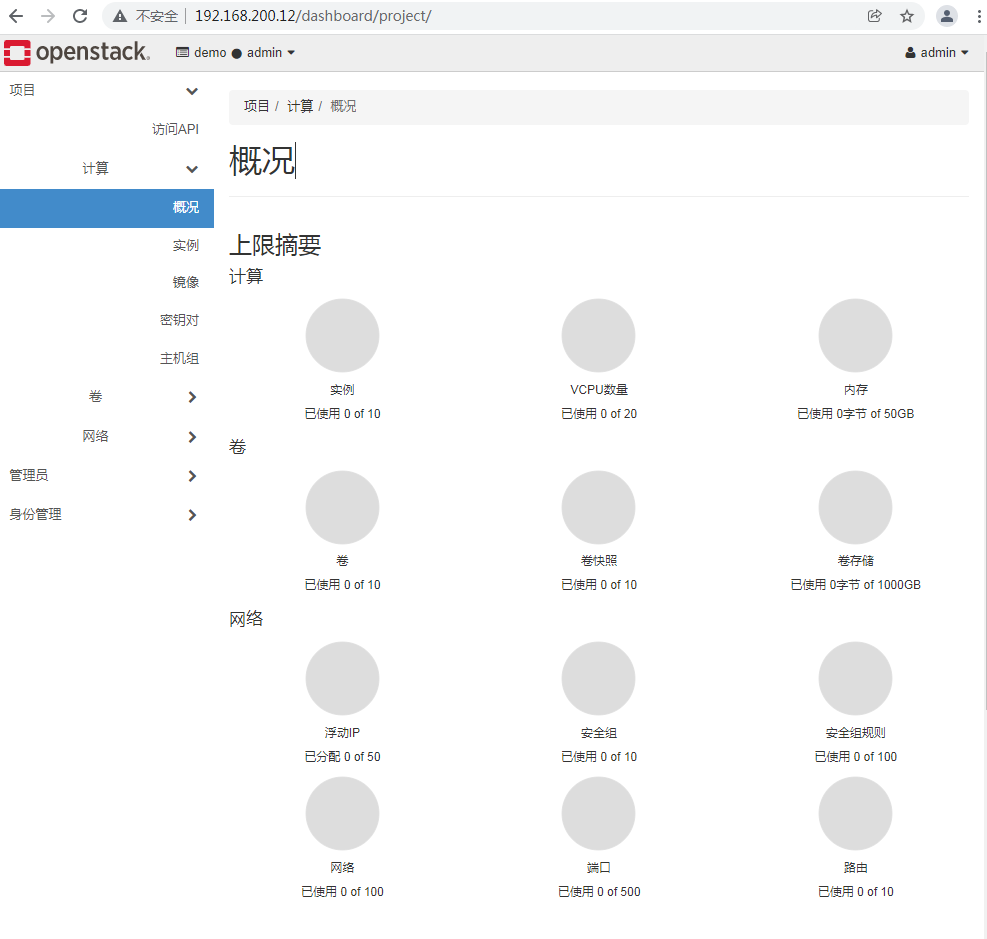 不安全 192.168.200.12/dashboard/project/
openstack. demo ● admin admin
项目
访问API
计算
概况
实例
镜像
密钥对
主机组
卷
网络
管理员
身份管理
项目 / 计算 / 概况
概况
上限摘要
计算
实例 VCPU数量 内存
已使用 0 of 10 已使用 0 of 20 已使用 0字节 of 50GB
卷
卷 卷快照 卷存储
已使用 0 of 10 已使用 0 of 10 已使用 0字节 of 1000GB
网络
浮动IP 安全组 安全组规则
已分配 0 of 50 已使用 0 of 10 已使用 0 of 100
网络 端口 路由
已使用 0 of 100 已使用 0 of 500 已使用 0 of 10